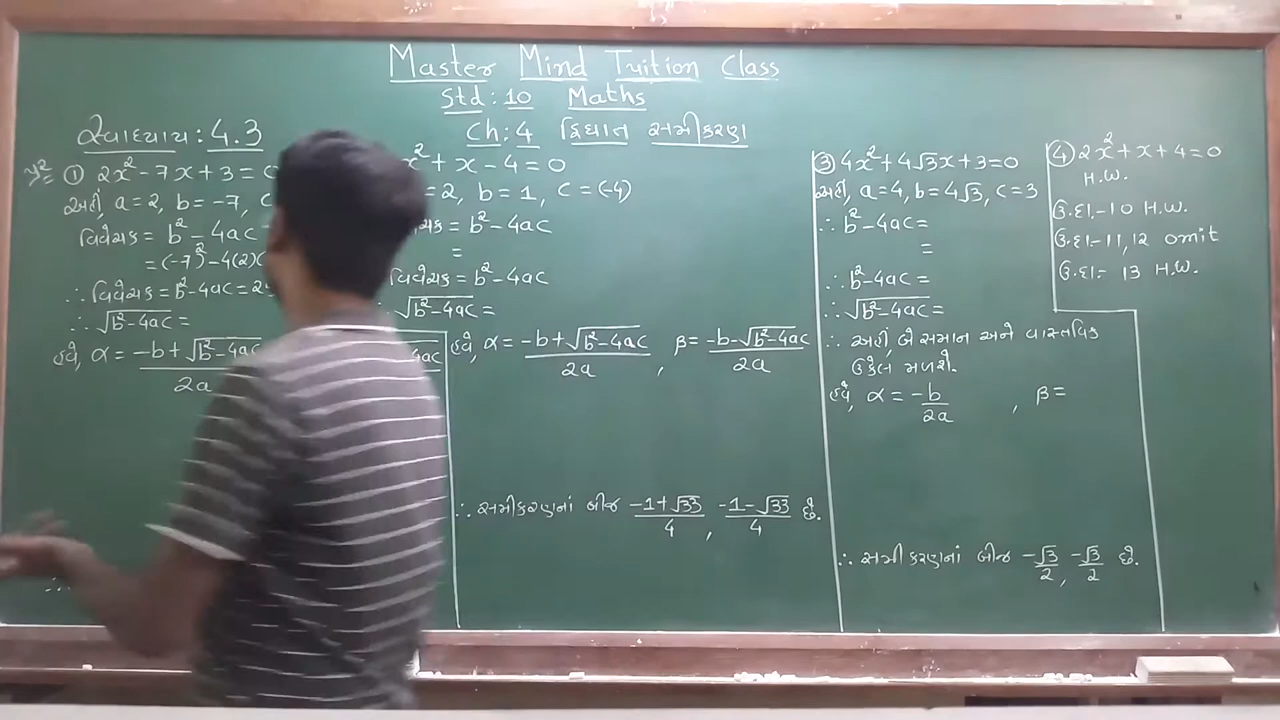 Master Mind Tuition Class
Std: 10 Maths
Ch: 4 દ્વિઘાત સમીકરણ
સ્વાધ્યાય: 4.3
① 2x² - 7x + 3 =
અહીં, a = 2, b = -7, C
વિવેચક = b² - 4ac =
= (-7)² - 4(2)(
∴ વિવેચક = b² - 4ac = 2
∴ √b² - 4ac =
હવે, α = -b + √b² - 4ac / 2a
4ac
x² + x - 4 = 0
= 2, b = 1, C = (-4)
= b² - 4ac
=
વિવેચક = b² - 4ac
√b² - 4ac =
હવે, α = -b + √b² - 4ac / 2a , β = -b - √b² - 4ac / 2a
∴ સમીકરણનાં બીજ -1 + √33 / 4 , -1 - √33 / 4 છે.
③ 4x² + 4√3x + 3 = 0
અહીં, a = 4, b = 4√3, C = 3
∴ b² - 4ac =
=
∴ b² - 4ac =
∴ √b² - 4ac =
∴ અહીં, બે સમાન અને વાસ્તવિક
ઉકેલ મળશે.
હવે, α = -b / 2a , β =
∴ સમીકરણનાં બીજ -√3 / 2 , -√3 / 2 છે.
④ 2x² + x + 4 = 0
H.W.
ઉ.દા.-10 H.W.
ઉ.દા-11,12 omit
ઉ.દા- 13 H.W.